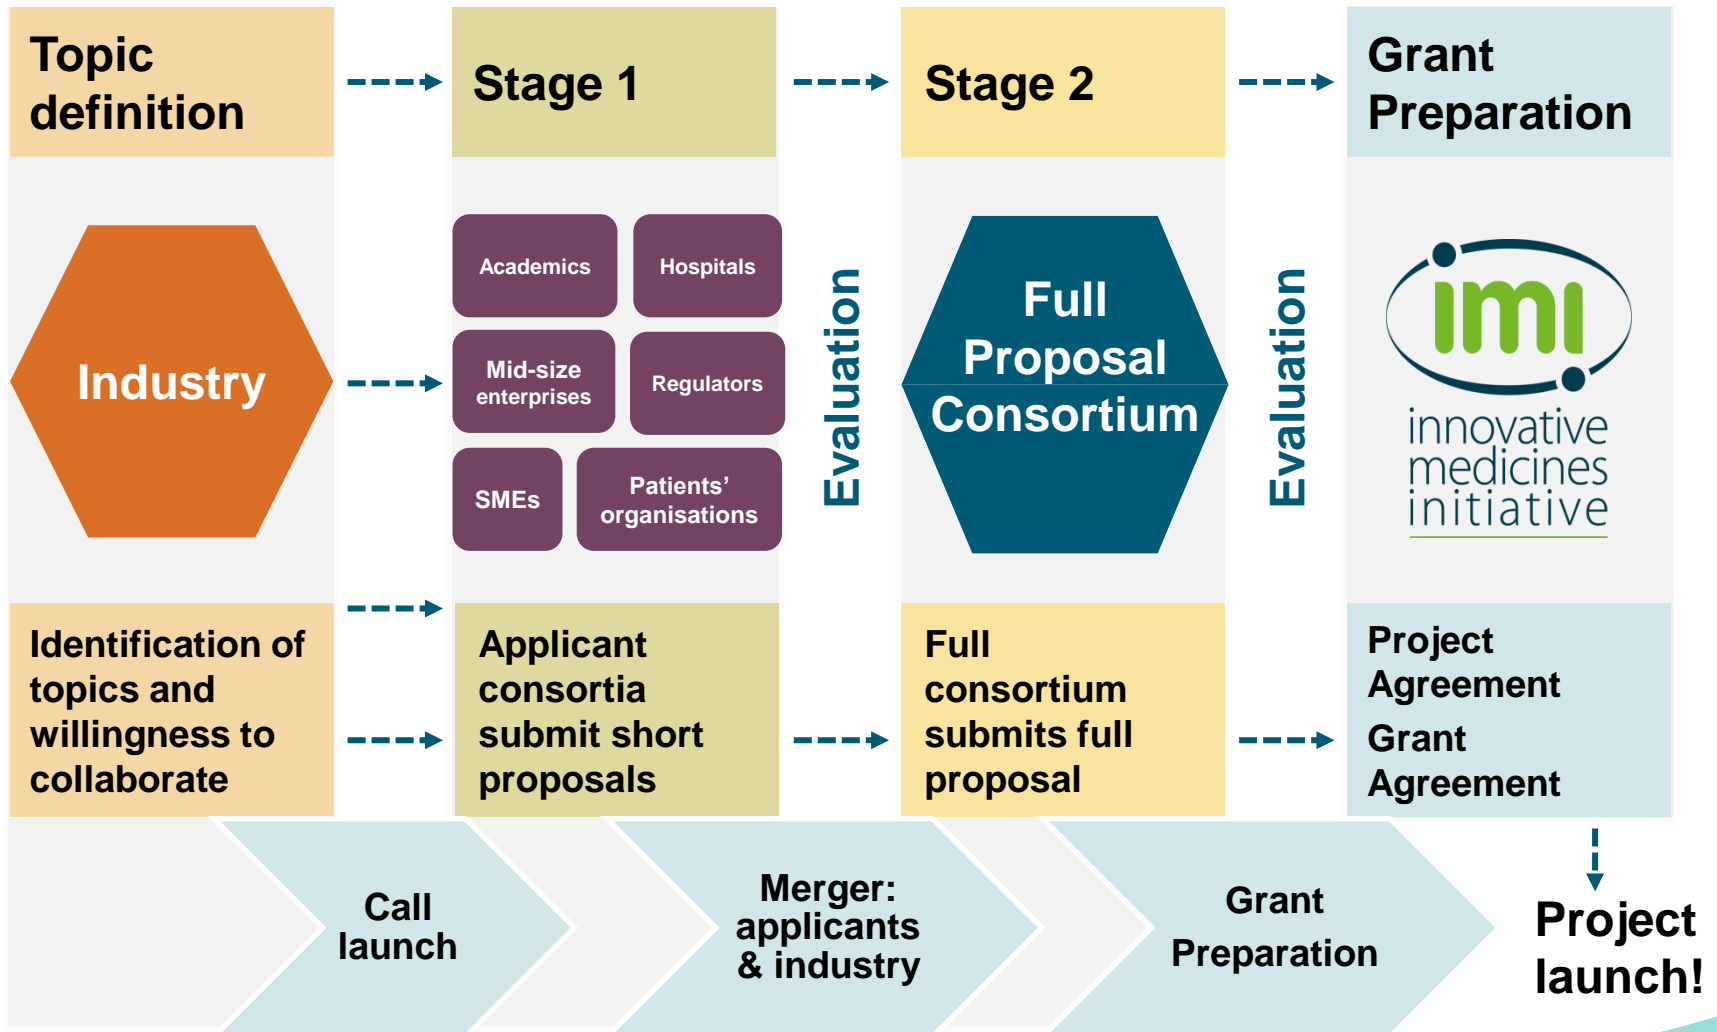 Topic
definition
Stage 1
Stage 2
Grant
Preparation
Industry
Academics
Hospitals
Mid-size
enterprises
Regulators
SMEs
Patients’
organisations
Evaluation
Full
Proposal
Consortium
Evaluation
imi
innovative
medicines
initiative
Identification of
topics and
willingness to
collaborate
Applicant
consortia
submit short
proposals
Full
consortium
submits full
proposal
Project
Agreement
Grant
Agreement
Call
launch
Merger:
applicants
& industry
Grant
Preparation
Project
launch!